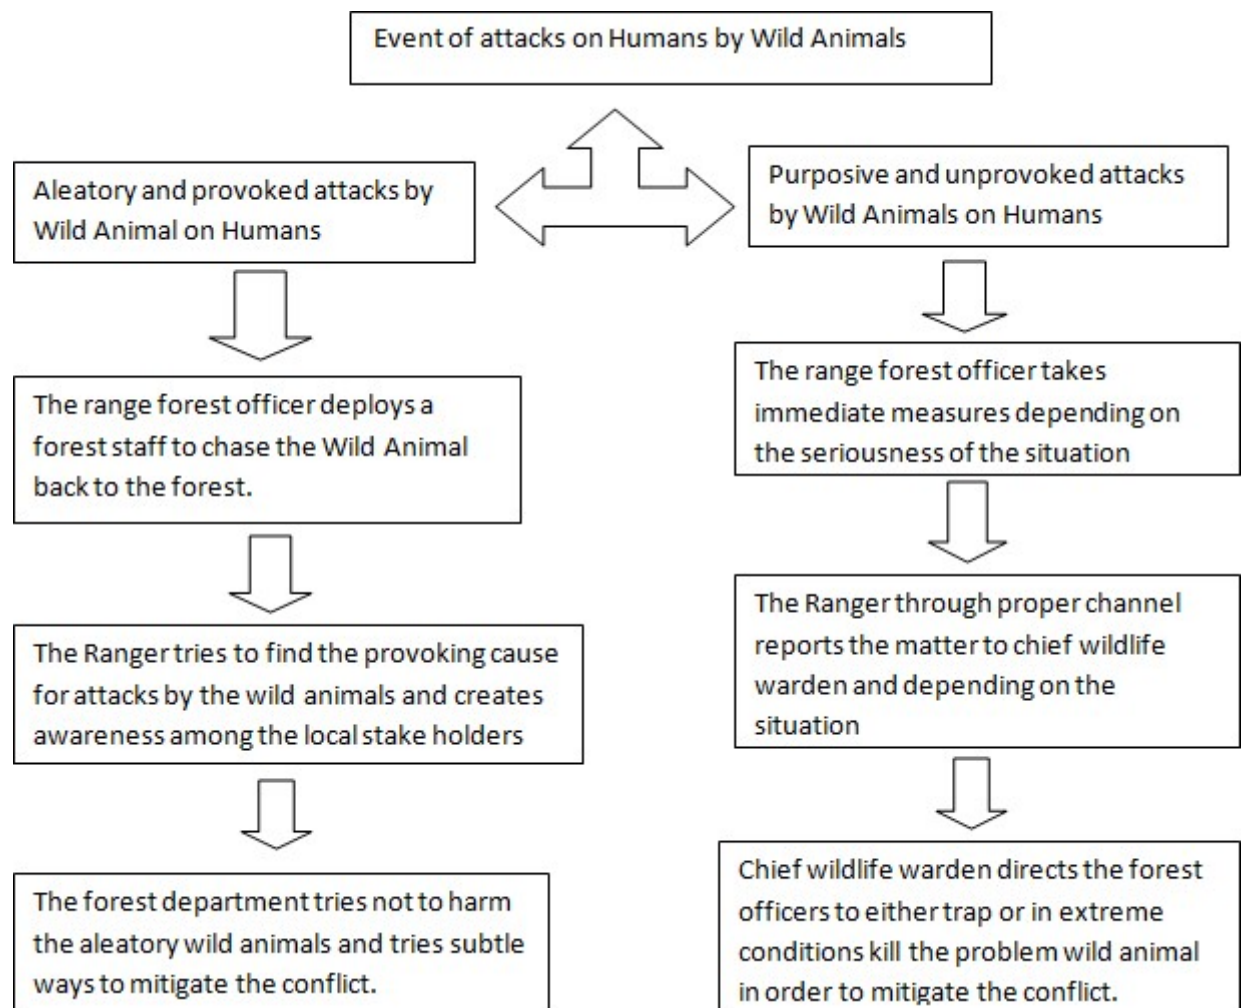 Event of attacks on Humans by Wild Animals
Aleatory and provoked attacks by
Wild Animal on Humans
The range forest officer deploys a
forest staff to chase the Wild Animal
back to the forest.
The Ranger tries to find the provoking cause
for attacks by the wild animals and creates
awareness among the local stake holders
The forest department tries not to harm
the aleatory wild animals and tries subtle
ways to mitigate the conflict.
Purposive and unprovoked attacks
by Wild Animals on Humans
The range forest officer takes
immediate measures depending on
the seriousness of the situation
The Ranger through proper channel
reports the matter to chief wildlife
warden and depending on the
situation
Chief wildlife warden directs the forest
officers to either trap or in extreme
conditions kill the problem wild animal
in order to mitigate the conflict.